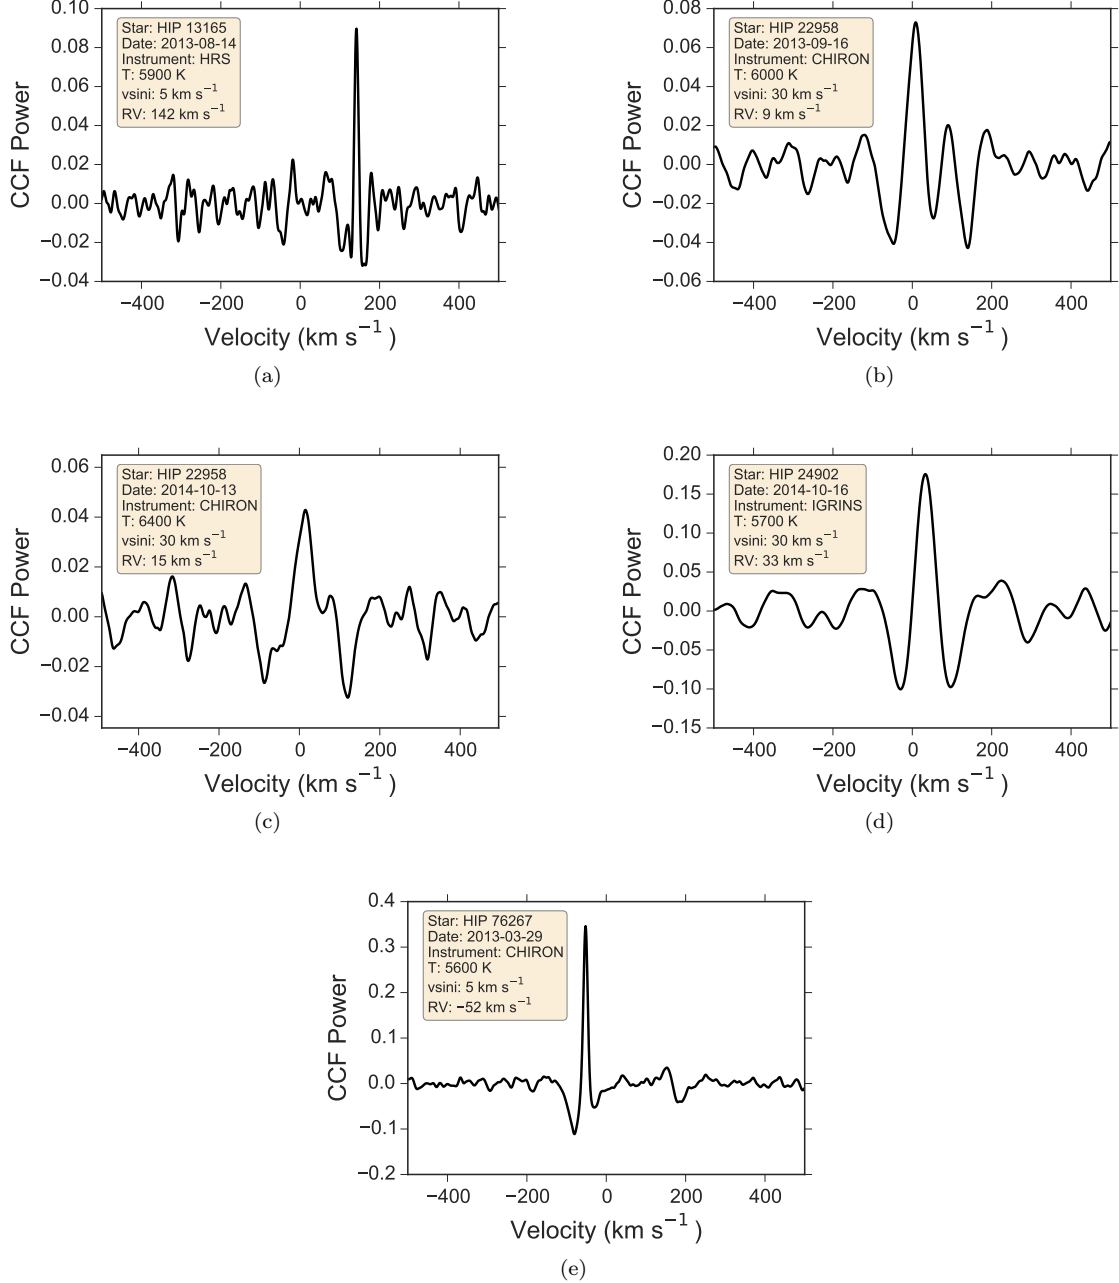 0.10
0.08
0.06
0.04
0.02
0.00
−0.02
−0.04
CCF Power
Star: HIP 13165
Date: 2013-08-14
Instrument: HRS
T: 5900 K
vsini: 5 km s−1
RV: 142 km s−1
−400 −200 0 200 400
Velocity (km s−1 )
(a)
0.08
0.06
0.04
0.02
0.00
−0.02
−0.04
−0.06
CCF Power
Star: HIP 22958
Date: 2013-09-16
Instrument: CHIRON
T: 6000 K
vsini: 30 km s−1
RV: 9 km s−1
−400 −200 0 200 400
Velocity (km s−1 )
(b)
0.06
0.04
0.02
0.00
−0.02
−0.04
CCF Power
Star: HIP 22958
Date: 2014-10-13
Instrument: CHIRON
T: 6400 K
vsini: 30 km s−1
RV: 15 km s−1
−400 −200 0 200 400
Velocity (km s−1 )
(c)
0.20
0.15
0.10
0.05
0.00
−0.05
−0.10
−0.15
CCF Power
Star: HIP 24902
Date: 2014-10-16
Instrument: IGRINS
T: 5700 K
vsini: 30 km s−1
RV: 33 km s−1
−400 −200 0 200 400
Velocity (km s−1 )
(d)
0.4
0.3
0.2
0.1
0.0
−0.1
−0.2
CCF Power
Star: HIP 76267
Date: 2013-03-29
Instrument: CHIRON
T: 5600 K
vsini: 5 km s−1
RV: −52 km s−1
−400 −200 0 200 400
Velocity (km s−1 )
(e)